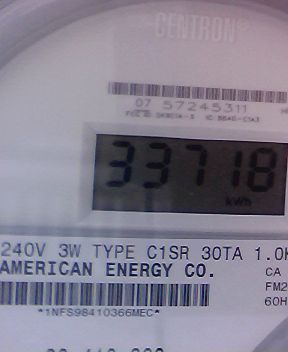 CENTRON®
07 57245311
33718
kWh
240V 3W TYPE C1SR 30TA 1.0K
AMERICAN ENERGY CO.
CA
FM2
60H
*1NFS98410366MEC*